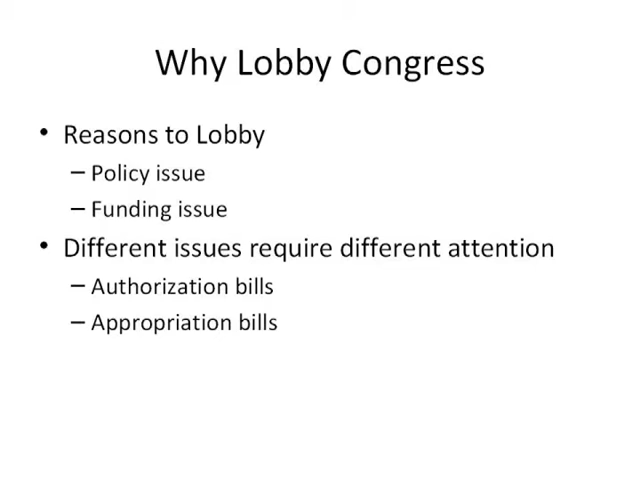 Why Lobby Congress
• Reasons to Lobby
– Policy issue
– Funding issue
• Different issues require different attention
– Authorization bills
– Appropriation bills